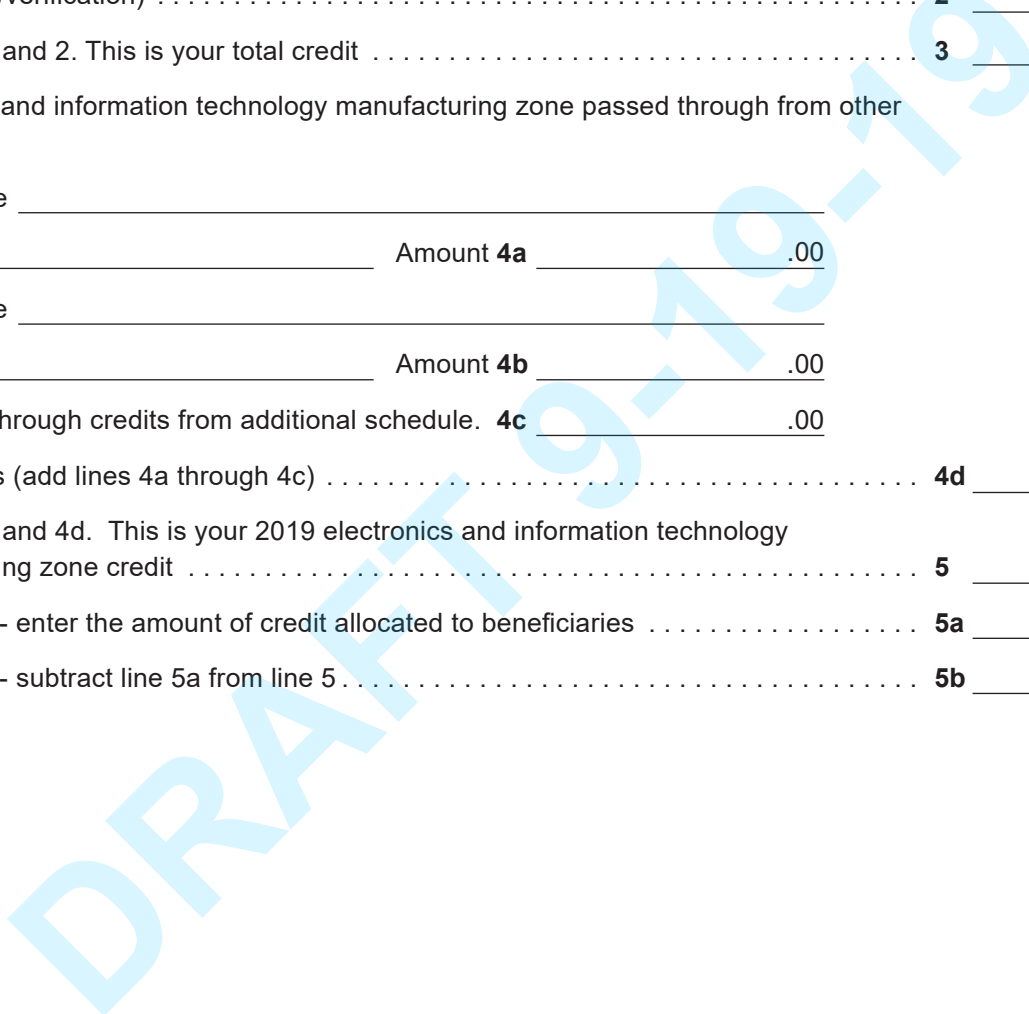 2
and 2. This is your total credit . . . . . . . . . . . . . . . . . . . . . . . . . . . . . . . . . . . . 3
and information technology manufacturing zone passed through from other
Amount 4a .00
Amount 4b .00
through credits from additional schedule. 4c .00
(add lines 4a through 4c) . . . . . . . . . . . . . . . . . . . . . . . . . . . . . . . . . . . . . . . 4d
and 4d. This is your 2019 electronics and information technology
ng zone credit . . . . . . . . . . . . . . . . . . . . . . . . . . . . . . . . . . . . . . . . . . . . . . . . 5
- enter the amount of credit allocated to beneficiaries . . . . . . . . . . . . . . . . . . 5a
- subtract line 5a from line 5 . . . . . . . . . . . . . . . . . . . . . . . . . . . . . . . . . . . . . . 5b
DRAFT 9-19-19